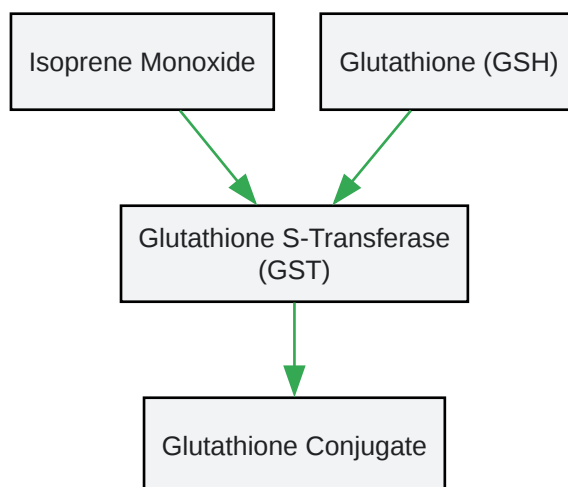 Isoprene Monoxide
Glutathione (GSH)
Glutathione S-Transferase
(GST)
Glutathione Conjugate